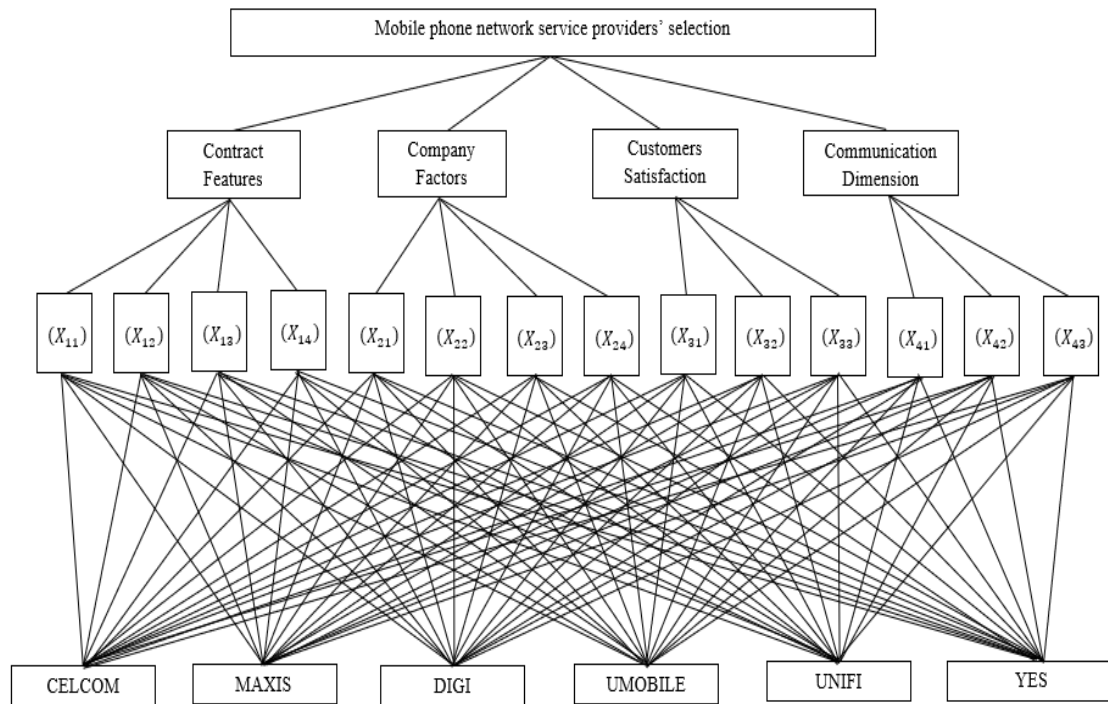 Mobile phone network service providers’ selection
Contract
Features
Company
Factors
Customers
Satisfaction
Communication
Dimension
(X₁₁)
(X₁₂)
(X₁₃)
(X₁₄)
(X₂₁)
(X₂₂)
(X₂₃)
(X₂₄)
(X₃₁)
(X₃₂)
(X₃₃)
(X₄₁)
(X₄₂)
(X₄₃)
CELCOM
MAXIS
DIGI
UMOBILE
UNIFI
YES